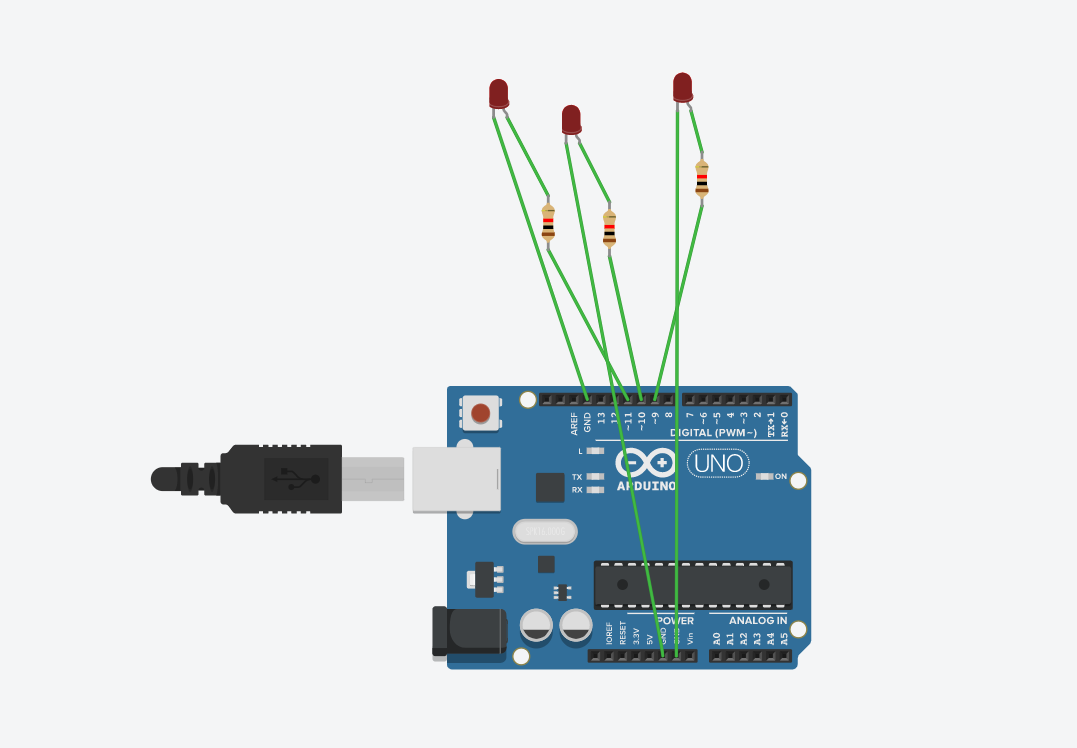 AREF
GND
13
12
~11
~10
~9
8
7
~6
~5
4
~3
2
TX→1
RX←0
DIGITAL (PWM~)
L
TX
RX
UNO
ON
ARDUINO
POWER
ANALOG IN
IOREF
RESET
3.3V
5V
GND
GND
Vin
A0
A1
A2
A3
A4
A5